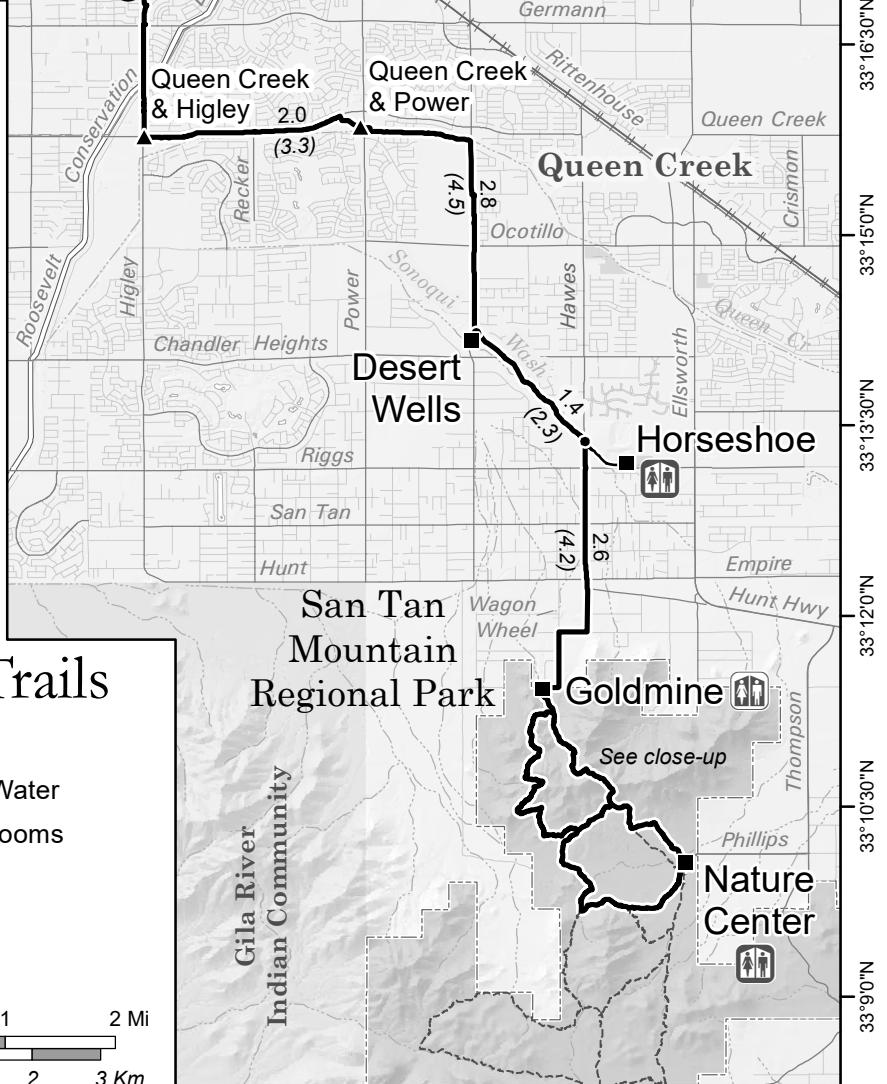 Germann
33°16'30"N
Rittenhouse
Conservation
Queen Creek
& Higley
Queen Creek
& Power
2.0
(3.3)
Queen Creek
Queen Creek
Recker
(4.5)
2.8
Crismon
Ocotillo
33°15'0"N
Roosevelt
Higley
Power
Sonoqui
Wash
Hawes
Queen Cr
Chandler Heights
Ellsworth
Desert
Wells
1.4
(2.3)
33°13'30"N
Horseshoe
Riggs
San Tan
(4.2)
2.6
Hunt
Empire
Hunt Hwy
33°12'0"N
San Tan
Mountain
Regional Park
Wagon
Wheel
Trails
Goldmine
Thompson
See close-up
Water
ooms
33°10'30"N
Phillips
Gila River
Indian Community
Nature
Center
33°9'0"N
1
2 Mi
2
3 Km